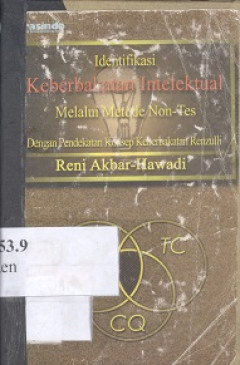 rasindo
Identifikasi
Keberbakatan Intelektual
Melalui Metode Non-Tes
Dengan Pendekatan Konsep Keberbakatan Renzulli
Reni Akbar-Hawadi
53.9
en
TC
CQ